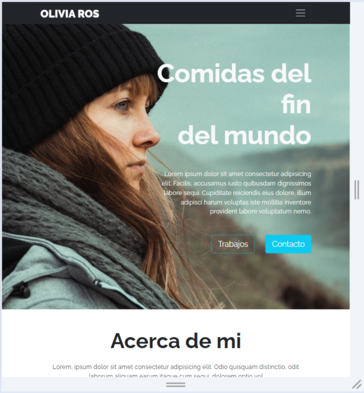 OLIVIA ROS
Comidas del
fin
del mundo
Lorem ipsum dolor sit amet consectetur adipisicing
elit. Facilis, accusamus iusto quibusdam dignissimos
labore aliquam. Cupiditate reiciendis eius dolore, illum
adipisci harum voluptas iste mollitia inventore
provident labore voluptatum nemo.
Trabajos
Contacto
Acerca de mi
Lorem, ipsum dolor sit amet consectetur adipisicing elit. Odio quisquam distinctio, odit
laborum aliquam earum itaque cum sequi, dolorem optio vel